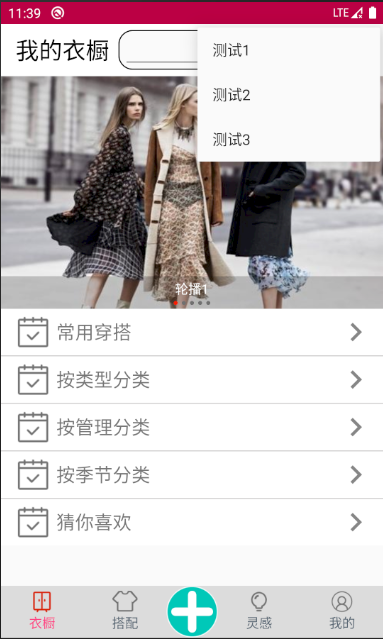 11:39 LTE
我的衣橱
测试1
测试2
测试3
轮播1
常用穿搭
按类型分类
按管理分类
按季节分类
猜你喜欢
衣橱 搭配 灵感 我的